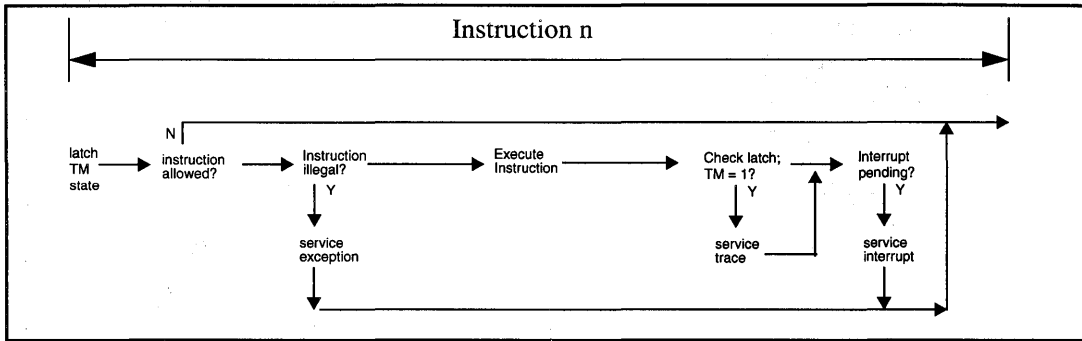 Instruction n
N
latch
TM
state
instruction
allowed?
Instruction
illegal?
Y
service
exception
Execute
Instruction
Check latch;
TM = 1?
Y
service
trace
Interrupt
pending?
Y
service
interrupt